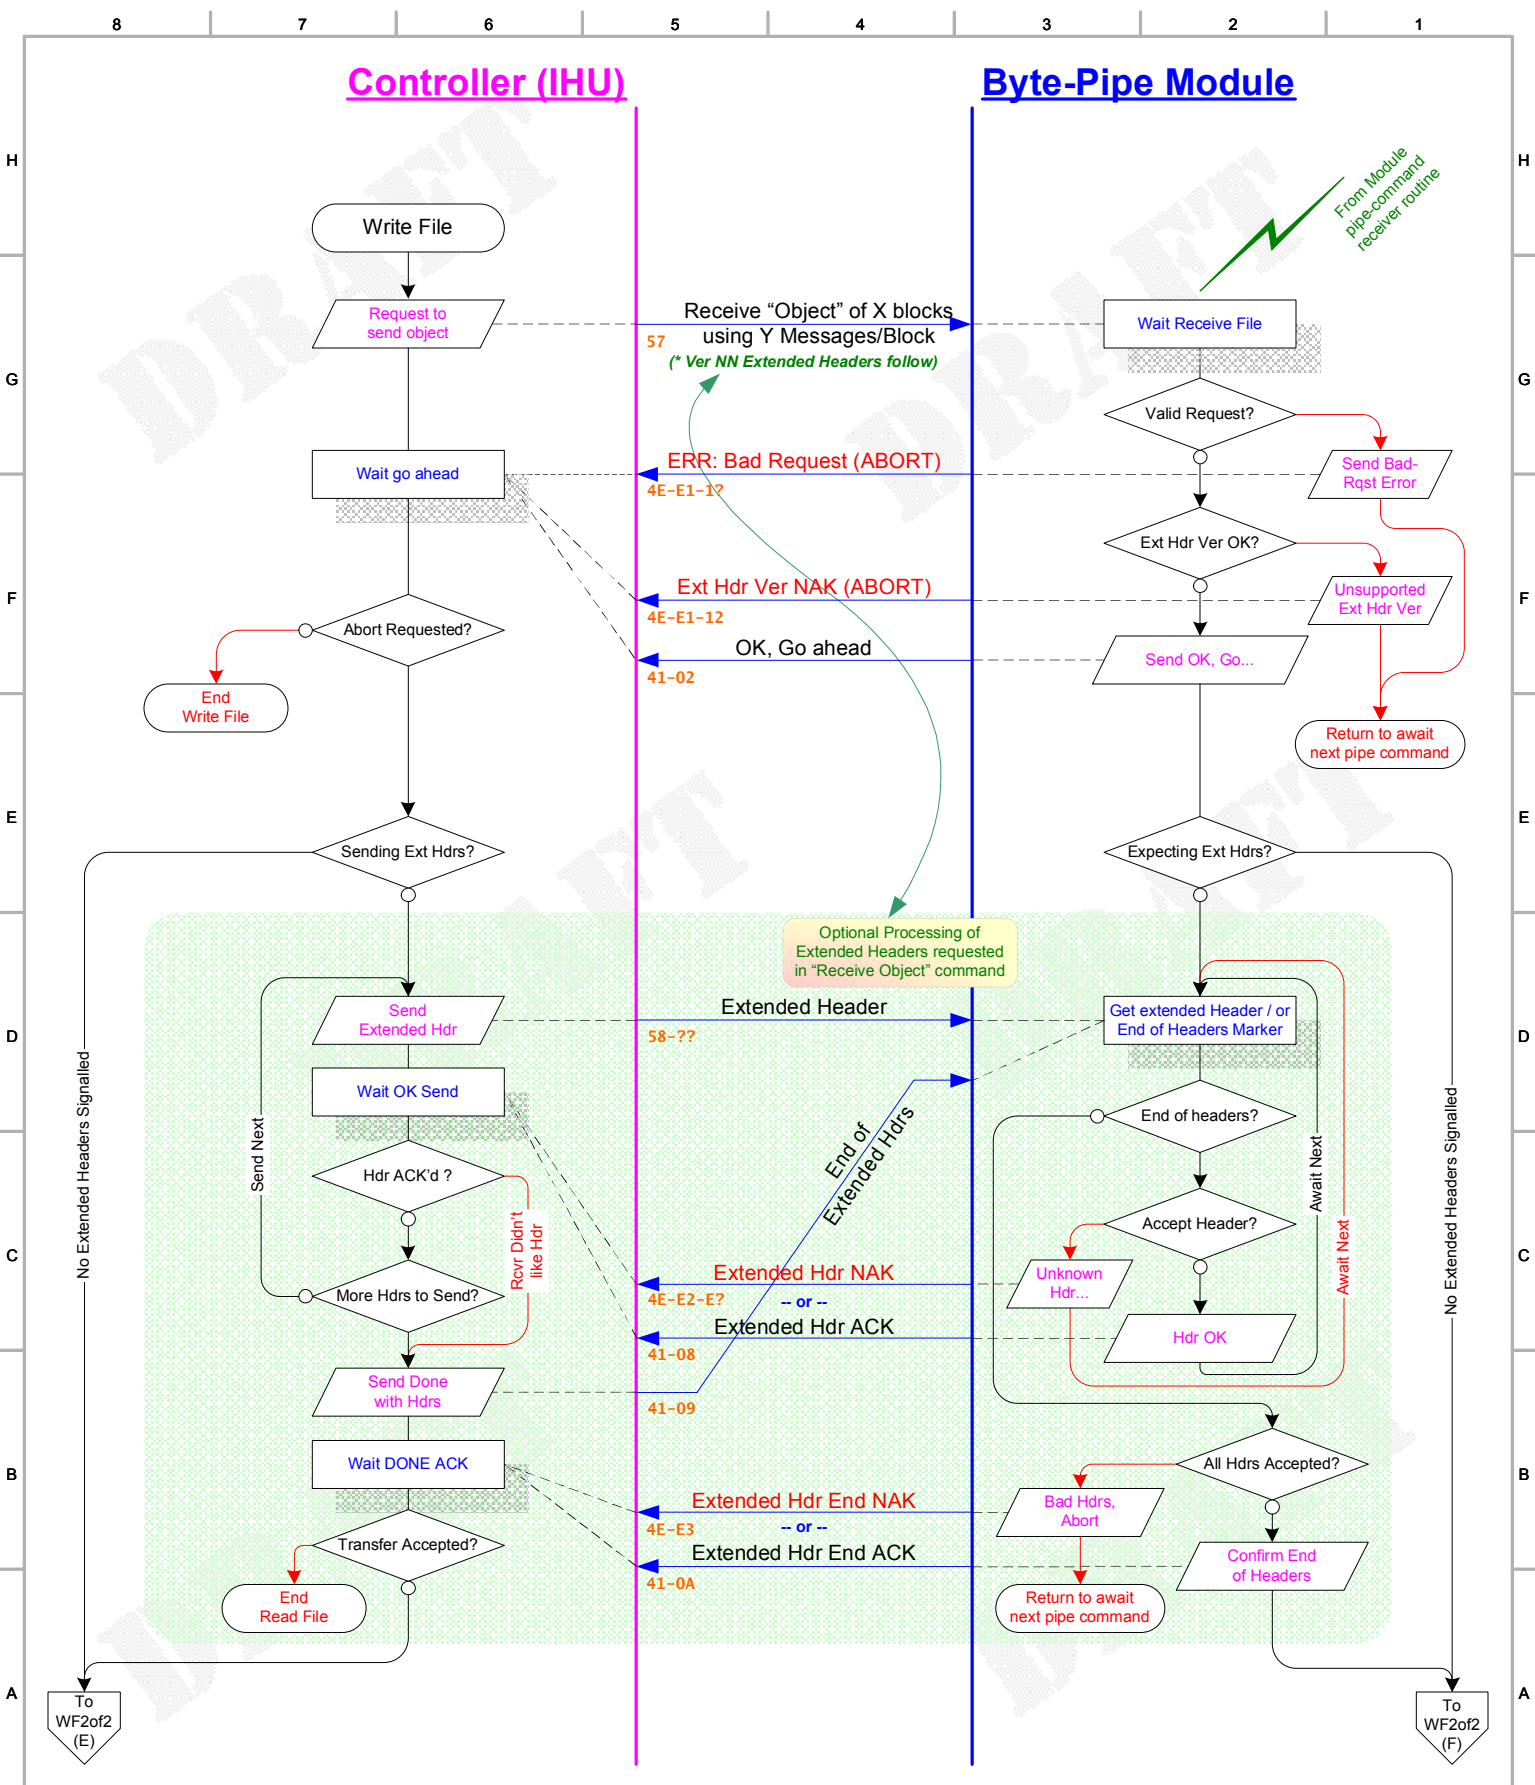 8 7 6 5 4 3 2 1
Controller (IHU)
Byte-Pipe Module
H
H
From Module
pipe-command
receiver routine
Write File
Request to
send object
Receive “Object” of X blocks
using Y Messages/Block
57
(* Ver NN Extended Headers follow)
Wait Receive File
G
G
Valid Request?
Wait go ahead
ERR: Bad Request (ABORT)
4E-E1-1?
Send Bad-
Rqst Error
Ext Hdr Ver OK?
F
F
Ext Hdr Ver NAK (ABORT)
4E-E1-12
Unsupported
Ext Hdr Ver
Abort Requested?
OK, Go ahead
41-02
Send OK, Go...
End
Write File
Return to await
next pipe command
E
E
Sending Ext Hdrs?
Expecting Ext Hdrs?
Optional Processing of
Extended Headers requested
in “Receive Object” command
Send
Extended Hdr
Extended Header
58-??
Get extended Header / or
End of Headers Marker
D
D
Wait OK Send
End of headers?
End of
Extended Hdrs
No Extended Headers Signalled
Send Next
Hdr ACK’d ?
Rcvr Didn’t
like Hdr
Await Next
Await Next
No Extended Headers Signalled
Accept Header?
C
C
More Hdrs to Send?
Extended Hdr NAK
4E-E2-E?
-- or --
Unknown
Hdr...
Extended Hdr ACK
41-08
Hdr OK
Send Done
with Hdrs
41-09
Wait DONE ACK
All Hdrs Accepted?
B
B
Extended Hdr End NAK
4E-E3
-- or --
Bad Hdrs,
Abort
Transfer Accepted?
Extended Hdr End ACK
41-0A
Confirm End
of Headers
End
Read File
Return to await
next pipe command
A
A
To
WF2of2
(E)
To
WF2of2
(F)
DRAFT
DRAFT
DRAFT
DRAFT
DRAFT
DRAFT